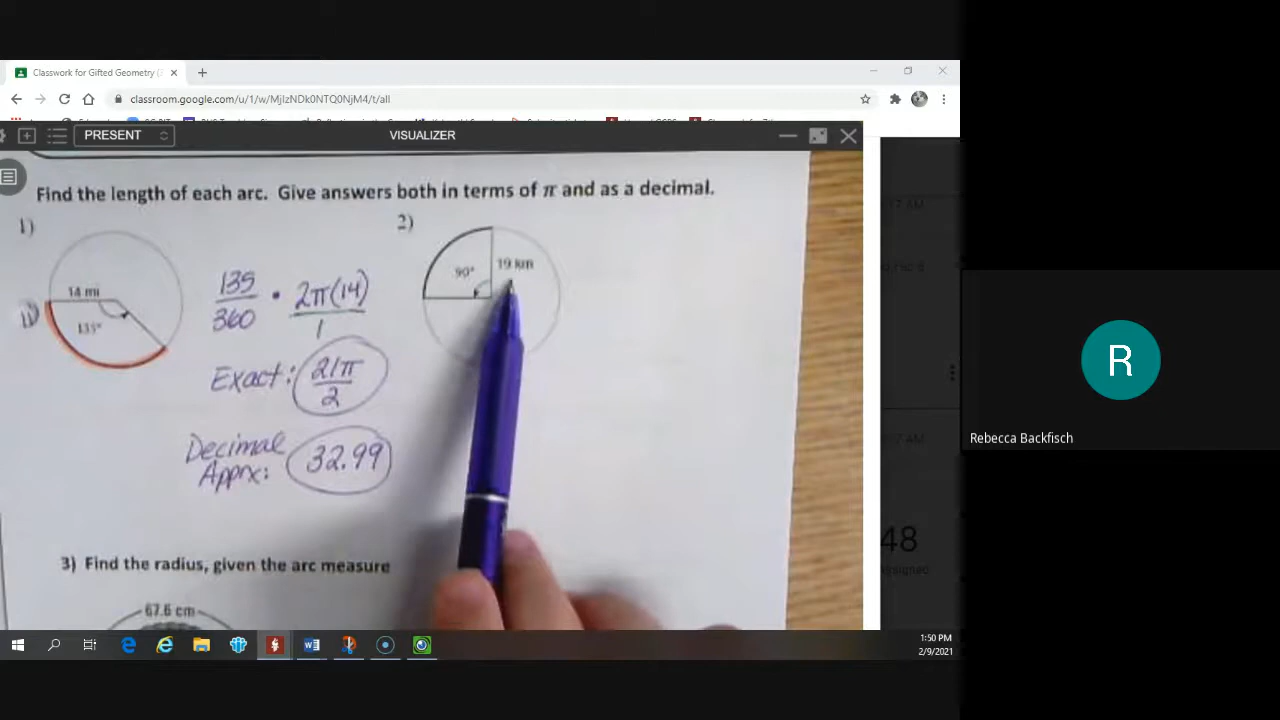 Classwork for Gifted Geometry (
classroom.google.com/u/1/w/MjIzNDk0NTQ0NjM4/t/all
PRESENT
VISUALIZER
Find the length of each arc. Give answers both in terms of π and as a decimal.
1)
14 mi
135°
135/360 • 2π(14)/1
Exact: 21π/2
Decimal Apprx: 32.99
2)
90°
19 km
3) Find the radius, given the arc measure
67.6 cm
48
R
Rebecca Backfisch
1:50 PM
2/9/2021